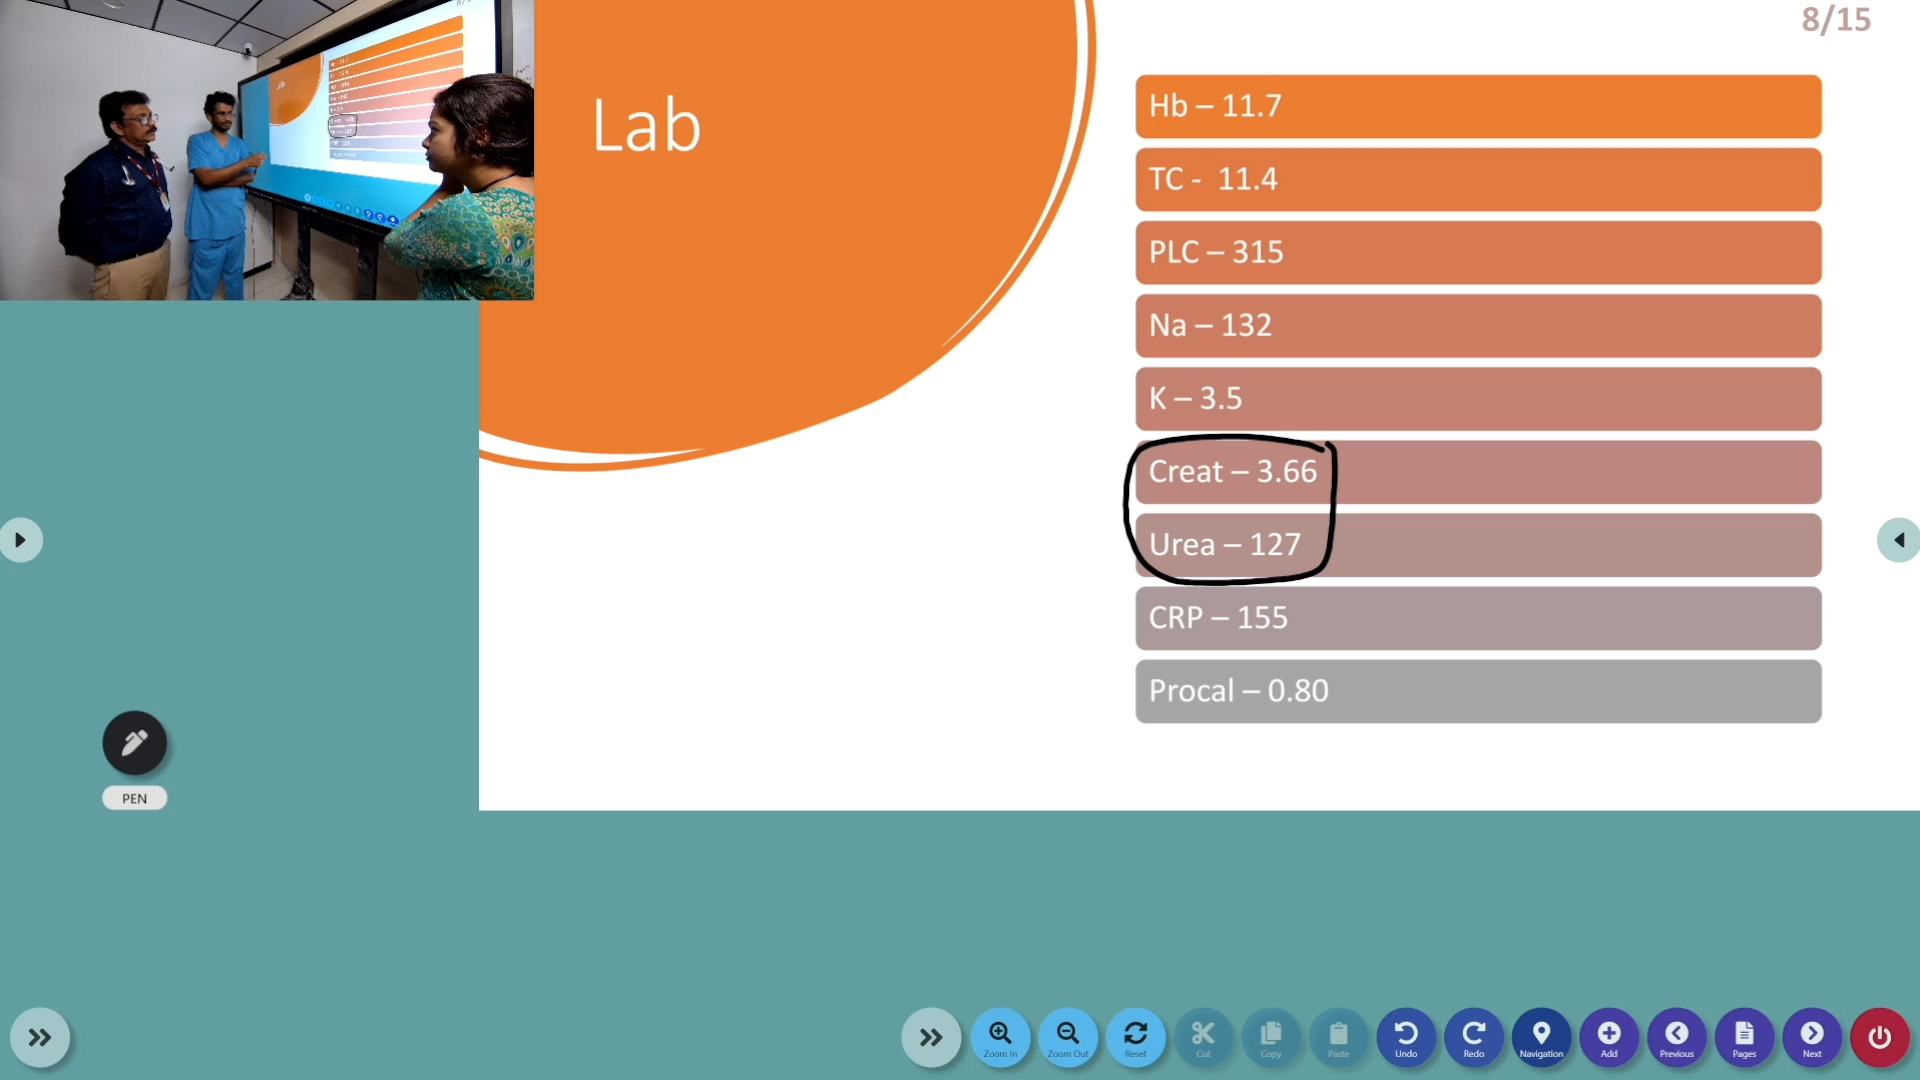 8/15
Lab
Hb – 11.7
TC -  11.4
PLC – 315
Na – 132
K – 3.5
Creat – 3.66
Urea – 127
CRP – 155
Procal – 0.80
PEN
Zoom In
Zoom Out
Reset
Cut
Copy
Paste
Undo
Redo
Navigation
Add
Previous
Pages
Next